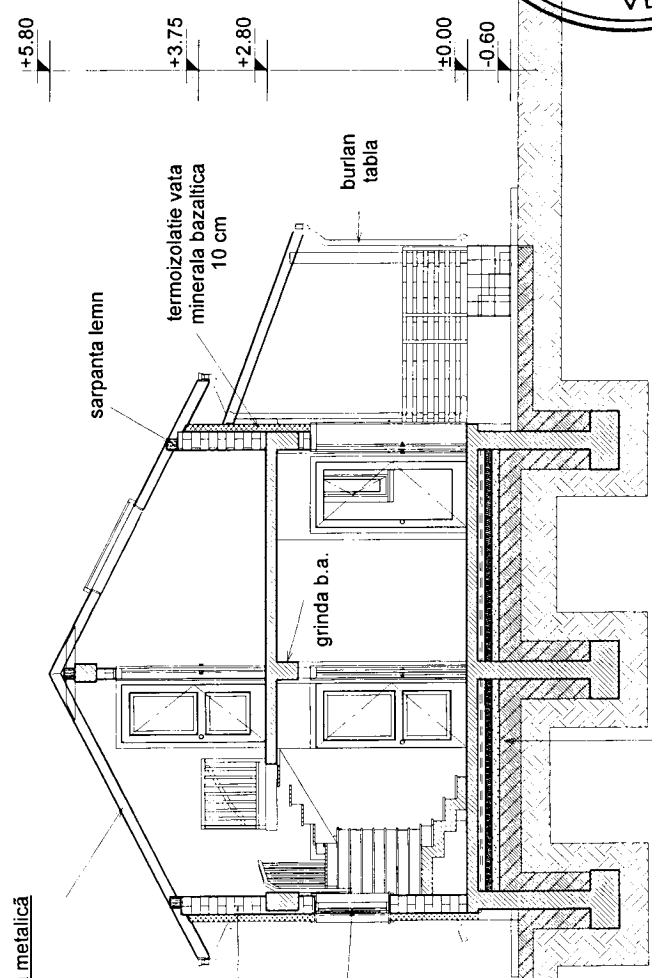 +5.80
+3.75
+2.80
±0.00
-0.60
burlan
tabla
termoizolatie vata
minerala bazaltica
10 cm
sarpanta lemn
grinda b.a.
metalică